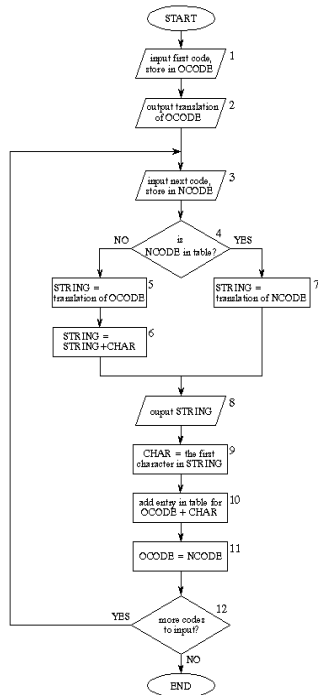 START
1
input first code,
store in OCODE
2
output translation
of OCODE
3
input next code,
store in NCODE
4
is
NCODE in table?
NO
YES
5
STRING =
translation of OCODE
7
STRING =
translation of NCODE
6
STRING =
STRING+CHAR
8
ouput STRING
9
CHAR = the first
character in STRING
10
add entry in table for
OCODE + CHAR
11
OCODE = NCODE
12
more codes
to input?
YES
NO
END